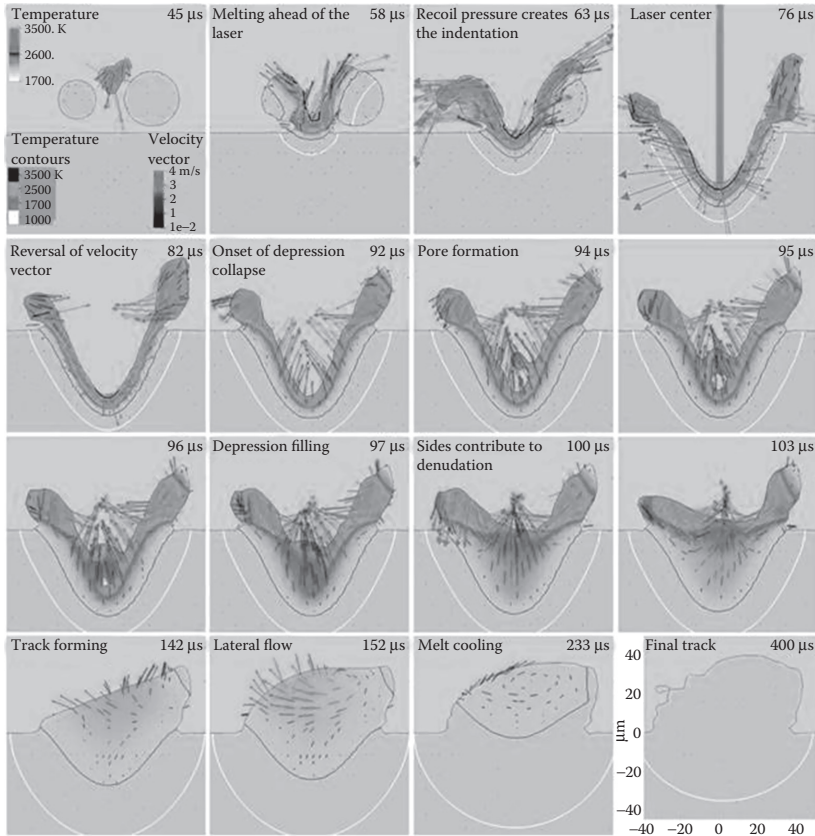 Temperature 45 µs
3500. K
2600.
1700.
Temperature
contours
3500 K
2500
1700
1000
Velocity
vector
4 m/s
3
2
1
1e−2
Melting ahead of the 58 µs
laser
Recoil pressure creates 63 µs
the indentation
Laser center 76 µs
Reversal of velocity 82 µs
vector
Onset of depression 92 µs
collapse
Pore formation 94 µs
95 µs
96 µs
Depression filling 97 µs
Sides contribute to 100 µs
denudation
103 µs
Track forming 142 µs
Lateral flow 152 µs
Melt cooling 233 µs
Final track 400 µs
40
20
0
−20
−40
µm
−40 −20 0 20 40